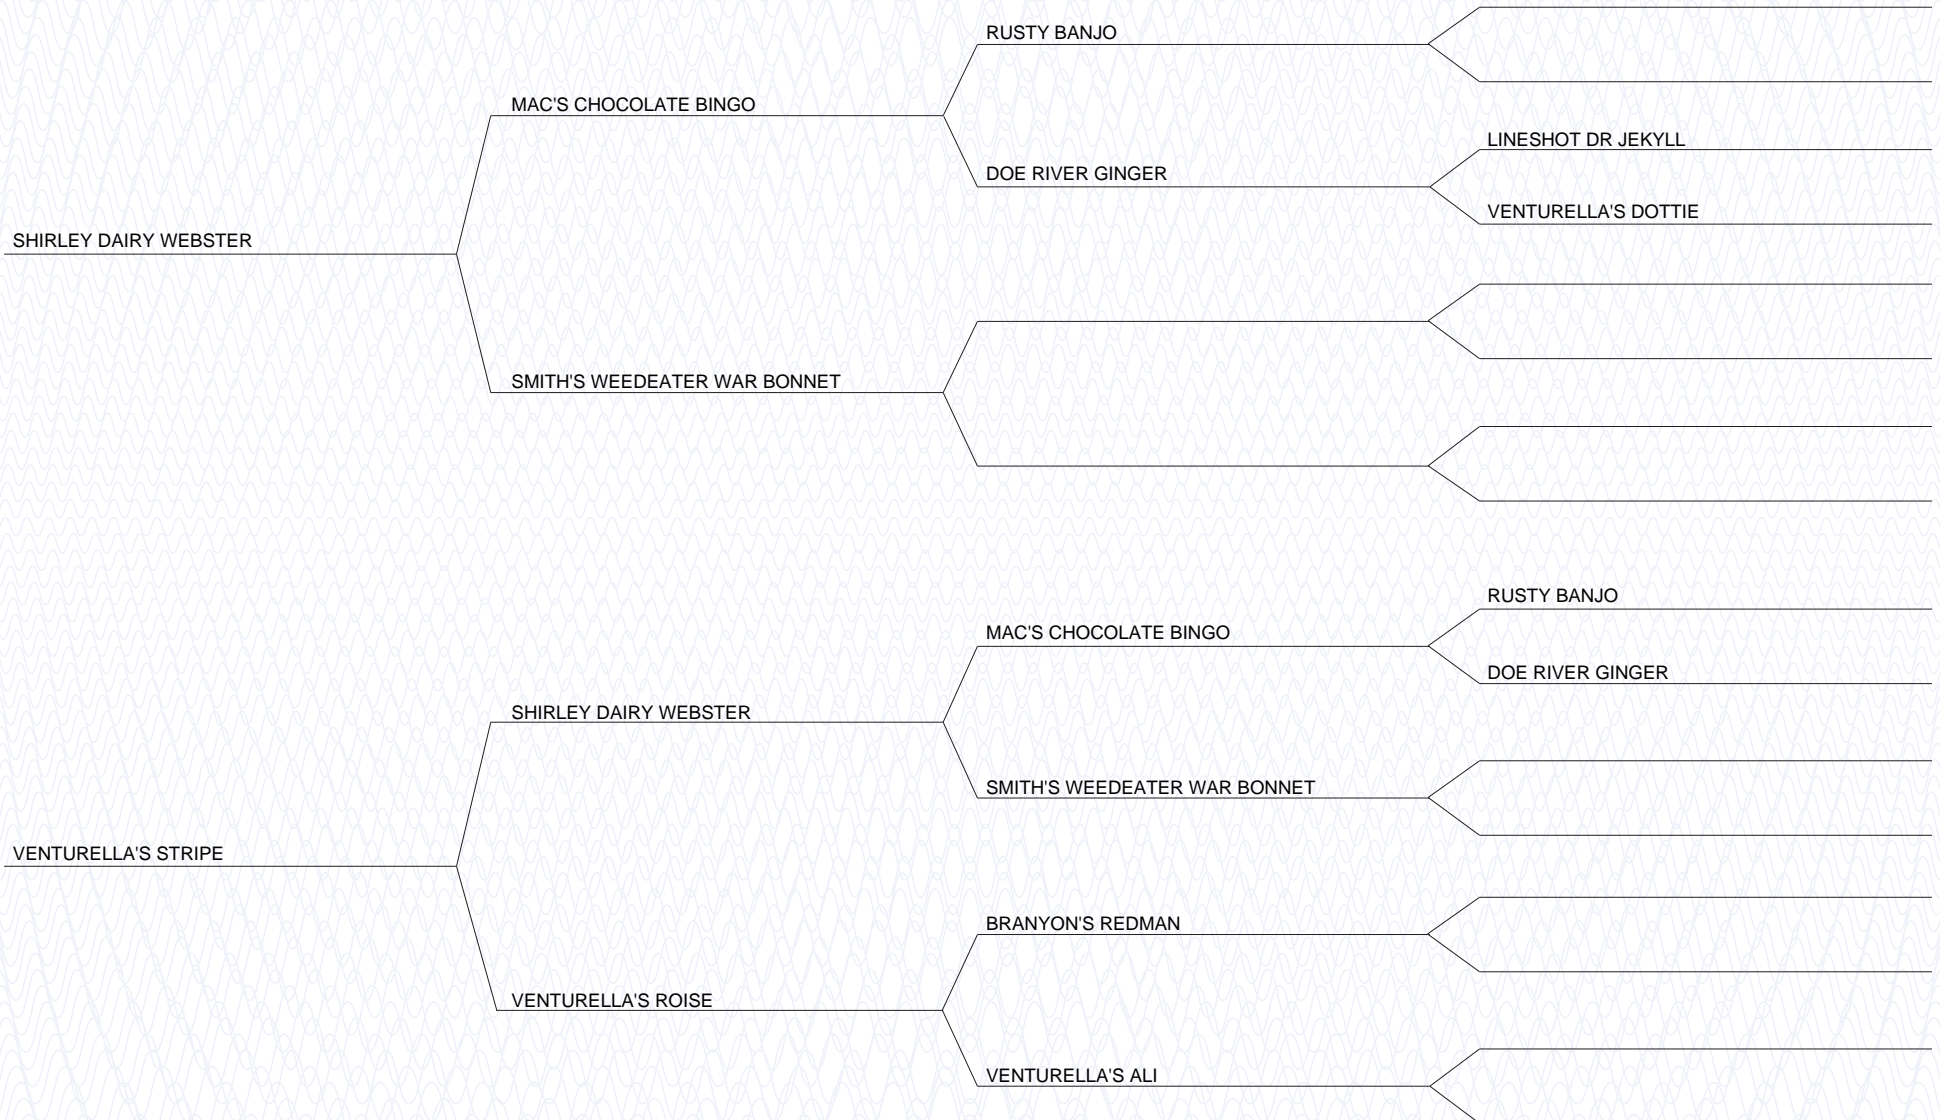 RUSTY BANJO
MAC'S CHOCOLATE BINGO
LINESHOT DR JEKYLL
DOE RIVER GINGER
VENTURELLA'S DOTTIE
SHIRLEY DAIRY WEBSTER
SMITH'S WEEDEATER WAR BONNET
RUSTY BANJO
MAC'S CHOCOLATE BINGO
DOE RIVER GINGER
SHIRLEY DAIRY WEBSTER
SMITH'S WEEDEATER WAR BONNET
VENTURELLA'S STRIPE
BRANYON'S REDMAN
VENTURELLA'S ROISE
VENTURELLA'S ALI